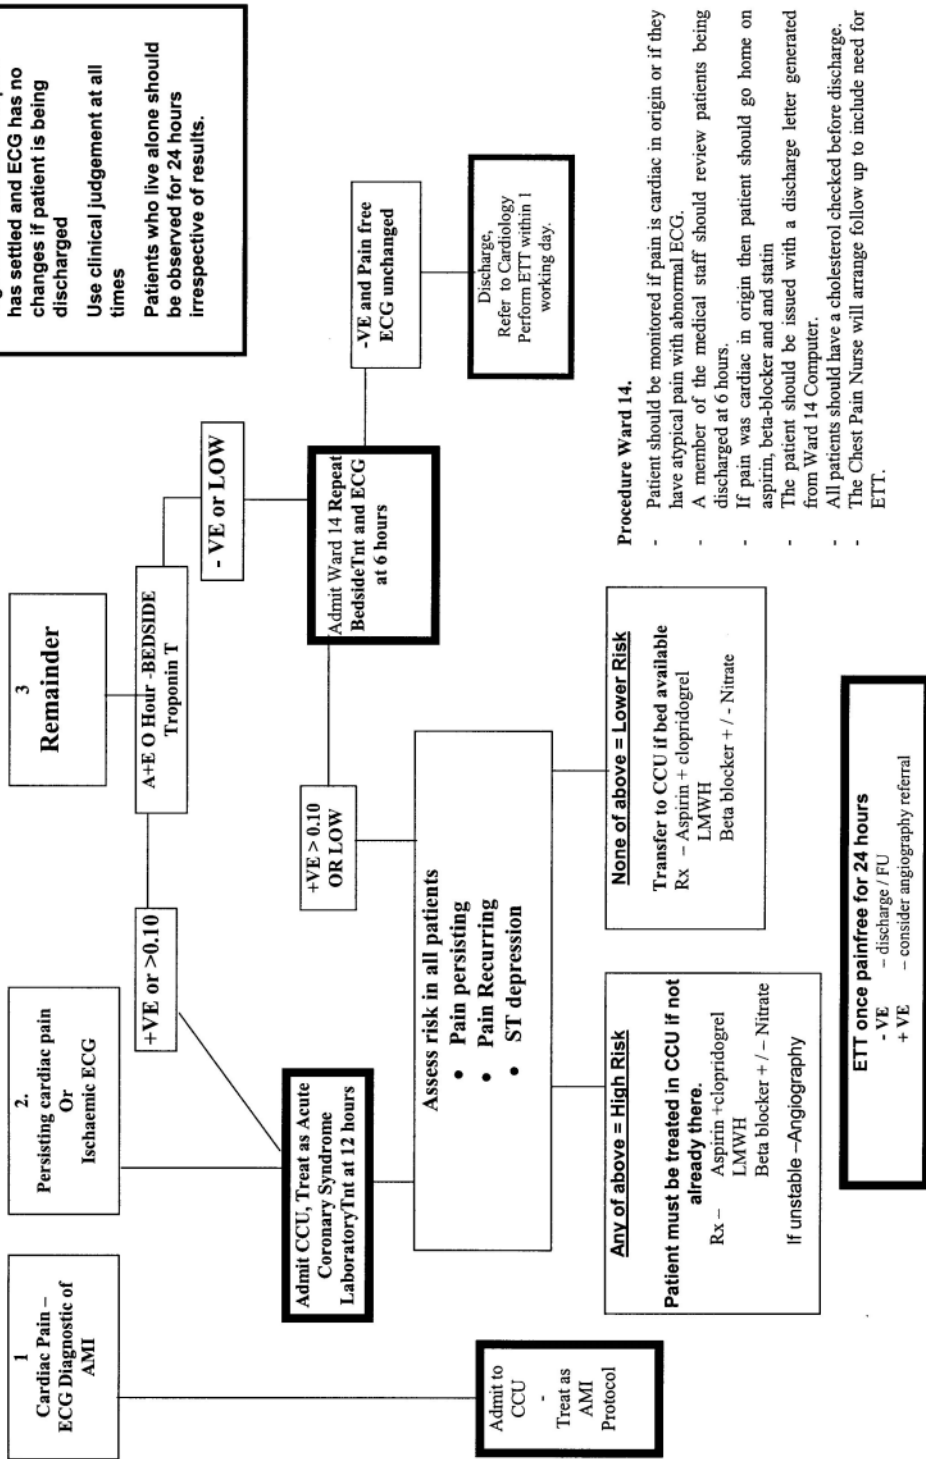 1
Cardiac Pain –
ECG Diagnostic of
AMI
2.
Persisting cardiac pain
Or
Ischaemic ECG
3
Remainder
has settled and ECG has no
changes if patient is being
discharged
Use clinical judgement at all
times
Patients who live alone should
be observed for 24 hours
irrespective of results.
+VE or >0.10
A+E O Hour -BEDSIDE
Troponin T
- VE or LOW
Admit CCU, Treat as Acute
Coronary Syndrome
LaboratoryTnt at 12 hours
+VE > 0.10
OR LOW
Admit Ward 14 Repeat
BedsideTnt and ECG
at 6 hours
-VE and Pain free
ECG unchanged
Admit to
CCU
-
Treat as
AMI
Protocol
Assess risk in all patients
• Pain persisting
• Pain Recurring
• ST depression
Discharge,
Refer to Cardiology
Perform ETT within 1
working day.
Any of above = High Risk
Patient must be treated in CCU if not
already there.
Rx – Aspirin +clopridogrel
LMWH
Beta blocker + / – Nitrate
If unstable –Angiography
None of above = Lower Risk
Transfer to CCU if bed available
Rx – Aspirin + clopridogrel
LMWH
Beta blocker + / - Nitrate
Procedure Ward 14.
- Patient should be monitored if pain is cardiac in origin or if they
have atypical pain with abnormal ECG.
- A member of the medical staff should review patients being
discharged at 6 hours.
- If pain was cardiac in origin then patient should go home on
aspirin, beta-blocker and and statin
- The patient should be issued with a discharge letter generated
from Ward 14 Computer.
- All patients should have a cholesterol checked before discharge.
- The Chest Pain Nurse will arrange follow up to include need for
ETT.
ETT once painfree for 24 hours
- VE – discharge / FU
+ VE – consider angiography referral